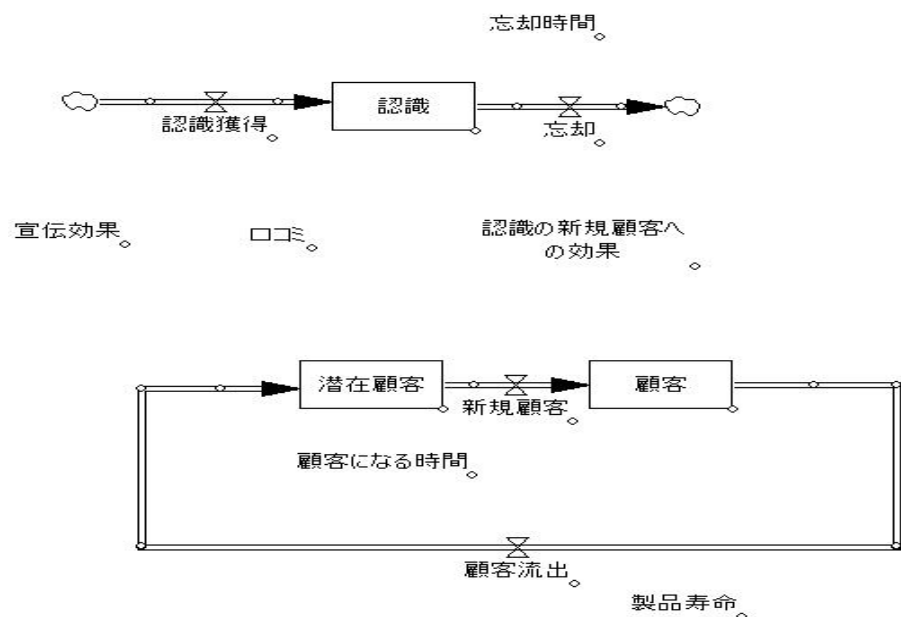 忘却時間
認識
認識獲得
忘却
宣伝効果
口コミ
認識の新規顧客へ
の効果
潜在顧客
顧客
新規顧客
顧客になる時間
顧客流出
製品寿命